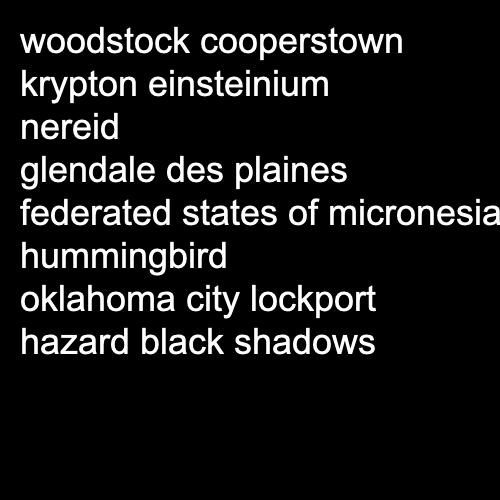 woodstock cooperstown
krypton einsteinium
nereid
glendale des plaines
federated states of micronesia
hummingbird
oklahoma city lockport
hazard black shadows